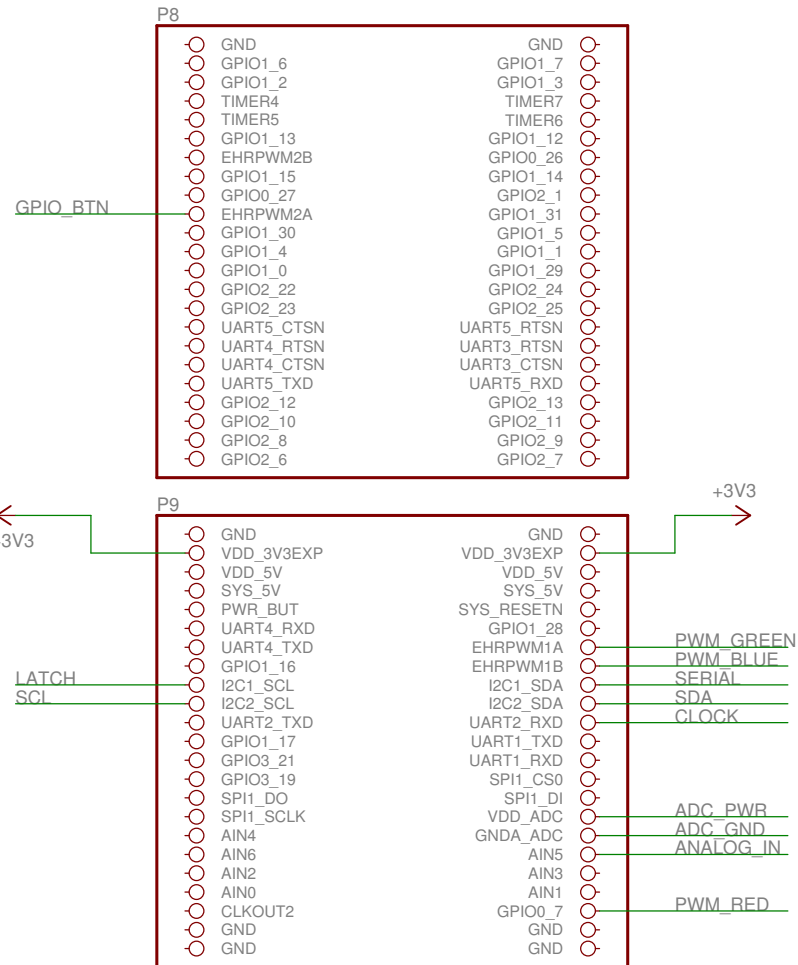 P8
GND GND
GPIO1_6 GPIO1_7
GPIO1_2 GPIO1_3
TIMER4 TIMER7
TIMER5 TIMER6
GPIO1_13 GPIO1_12
EHRPWM2B GPIO0_26
GPIO1_15 GPIO1_14
GPIO0_27 GPIO2_1
GPIO_BTN EHRPWM2A GPIO1_31
GPIO1_30 GPIO1_5
GPIO1_4 GPIO1_1
GPIO1_0 GPIO1_29
GPIO2_22 GPIO2_24
GPIO2_23 GPIO2_25
UART5_CTSN UART5_RTSN
UART4_RTSN UART3_RTSN
UART4_CTSN UART3_CTSN
UART5_TXD UART5_RXD
GPIO2_12 GPIO2_13
GPIO2_10 GPIO2_11
GPIO2_8 GPIO2_9
GPIO2_6 GPIO2_7
+3V3
P9
GND GND
3V3
VDD_3V3EXP VDD_3V3EXP
VDD_5V VDD_5V
SYS_5V SYS_5V
PWR_BUT SYS_RESETN
UART4_RXD GPIO1_28
UART4_TXD EHRPWM1A PWM_GREEN
GPIO1_16 EHRPWM1B PWM_BLUE
LATCH I2C1_SCL I2C1_SDA SERIAL
SCL I2C2_SCL I2C2_SDA SDA
UART2_TXD UART2_RXD CLOCK
GPIO1_17 UART1_TXD
GPIO3_21 UART1_RXD
GPIO3_19 SPI1_CS0
SPI1_DO SPI1_DI
SPI1_SCLK VDD_ADC ADC_PWR
AIN4 GNDA_ADC ADC_GND
AIN6 AIN5 ANALOG_IN
AIN2 AIN3
AIN0 AIN1
CLKOUT2 GPIO0_7 PWM_RED
GND GND
GND GND